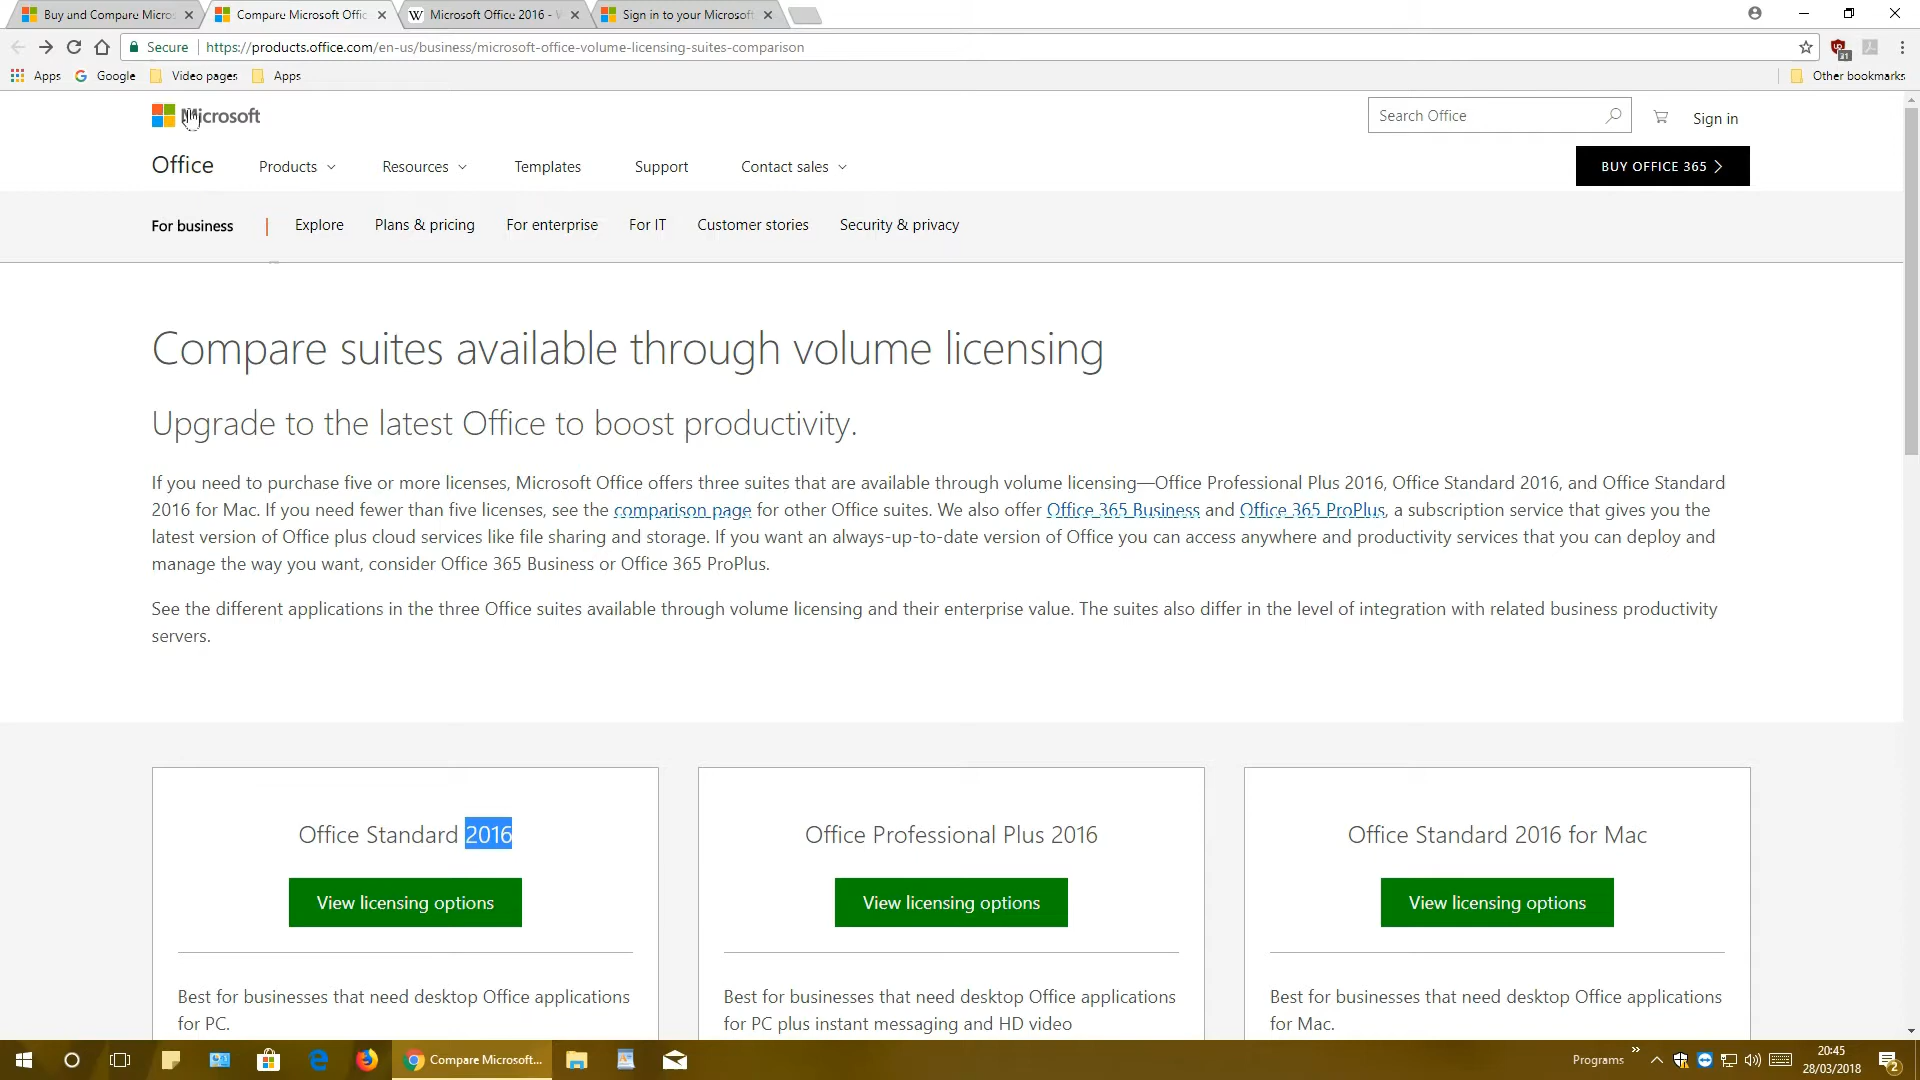 Buy and Compare Micros
Compare Microsoft Offic
Microsoft Office 2016 - W
Sign in to your Microsoft
Secure
https://products.office.com/en-us/business/microsoft-office-volume-licensing-suites-comparison
Apps
Google
Video pages
Apps
Other bookmarks
Microsoft
Search Office
Sign in
Office
Products
Resources
Templates
Support
Contact sales
BUY OFFICE 365
For business
Explore
Plans & pricing
For enterprise
For IT
Customer stories
Security & privacy
Compare suites available through volume licensing
Upgrade to the latest Office to boost productivity.
If you need to purchase five or more licenses, Microsoft Office offers three suites that are available through volume licensing—Office Professional Plus 2016, Office Standard 2016, and Office Standard
2016 for Mac. If you need fewer than five licenses, see the comparison page for other Office suites. We also offer Office 365 Business and Office 365 ProPlus, a subscription service that gives you the
latest version of Office plus cloud services like file sharing and storage. If you want an always-up-to-date version of Office you can access anywhere and productivity services that you can deploy and
manage the way you want, consider Office 365 Business or Office 365 ProPlus.
See the different applications in the three Office suites available through volume licensing and their enterprise value. The suites also differ in the level of integration with related business productivity
servers.
Office Standard 2016
View licensing options
Best for businesses that need desktop Office applications
for PC.
Office Professional Plus 2016
View licensing options
Best for businesses that need desktop Office applications
for PC plus instant messaging and HD video
Office Standard 2016 for Mac
View licensing options
Best for businesses that need desktop Office applications
for Mac.
Compare Microsoft...
Programs
20:45
28/03/2018
2